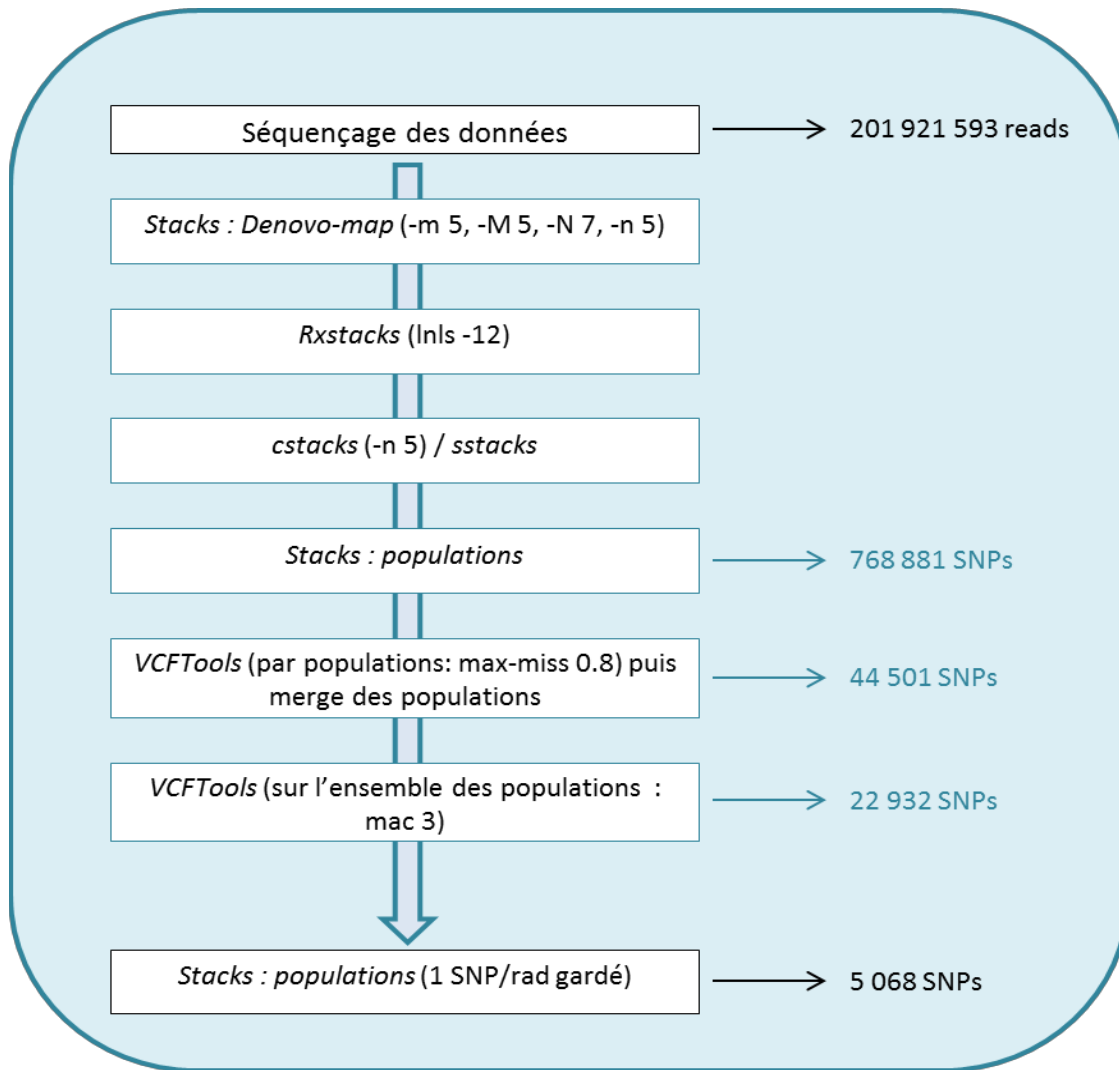 Séquençage des données
201 921 593 reads
Stacks : Denovo-map (-m 5, -M 5, -N 7, -n 5)
Rxstacks (lnls -12)
cstacks (-n 5) / sstacks
Stacks : populations
768 881 SNPs
VCFTools (par populations: max-miss 0.8) puis
merge des populations
44 501 SNPs
VCFTools (sur l’ensemble des populations :
mac 3)
22 932 SNPs
Stacks : populations (1 SNP/rad gardé)
5 068 SNPs